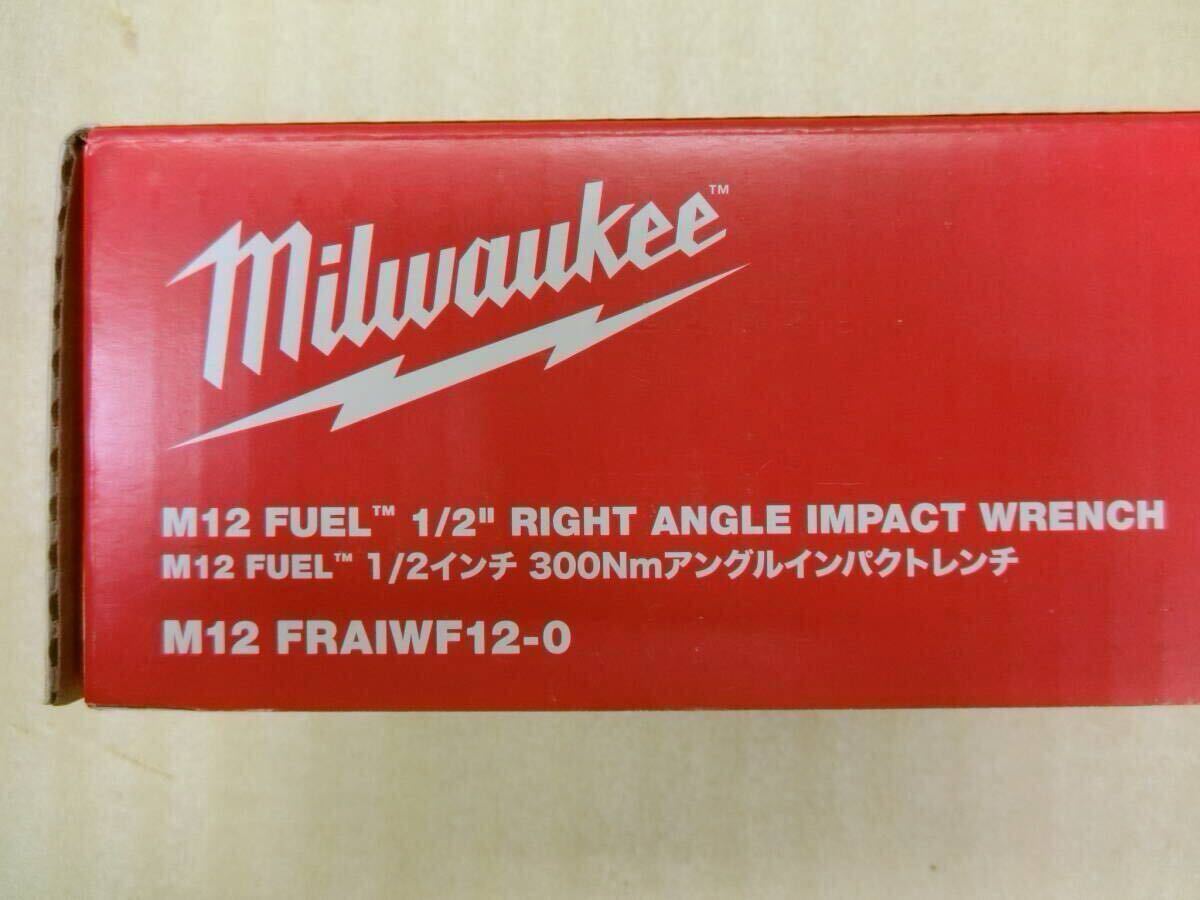 Milwaukee™
M12 FUEL™ 1/2" RIGHT ANGLE IMPACT WRENCH
M12 FUEL™ 1/2インチ 300Nmアングルインパクトレンチ
M12 FRAIWF12-0